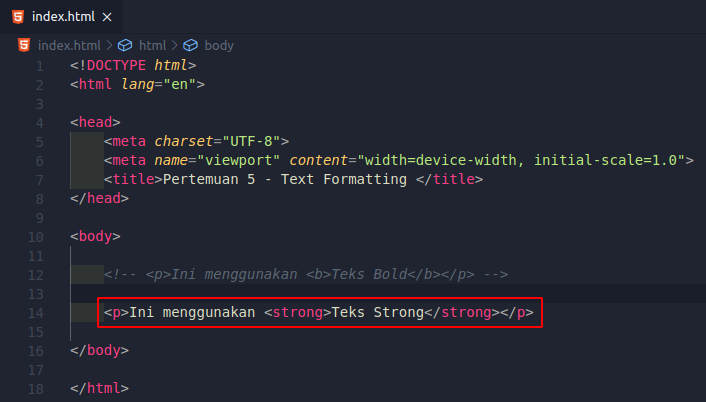 index.html ×
index.html > html > body
1 <!DOCTYPE html>
2 <html lang="en">
3
4 <head>
5 <meta charset="UTF-8">
6 <meta name="viewport" content="width=device-width, initial-scale=1.0">
7 <title>Pertemuan 5 - Text Formatting </title>
8 </head>
9
10 <body>
11
12 <!-- <p>Ini menggunakan <b>Teks Bold</b></p> -->
13
14 <p>Ini menggunakan <strong>Teks Strong</strong></p>
15
16 </body>
17
18 </html>